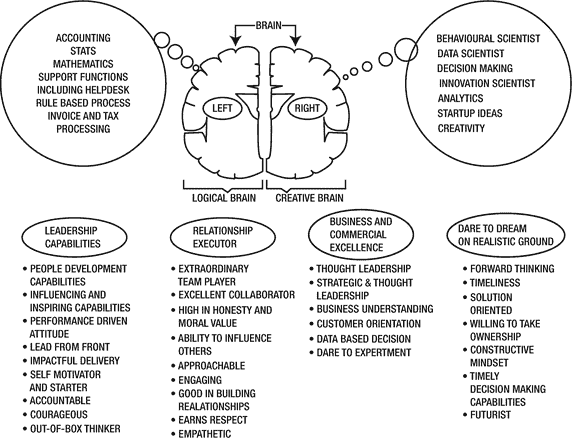 BRAIN
ACCOUNTING
STATS
MATHEMATICS
SUPPORT FUNCTIONS
INCLUDING HELPDESK
RULE BASED PROCESS
INVOICE AND TAX
PROCESSING
LEFT
RIGHT
BEHAVIOURAL SCIENTIST
DATA SCIENTIST
DECISION MAKING
INNOVATION SCIENTIST
ANALYTICS
STARTUP IDEAS
CREATIVITY
LOGICAL BRAIN
CREATIVE BRAIN
LEADERSHIP
CAPABILITIES
• PEOPLE DEVELOPMENT
CAPABILITIES
• INFLUENCING AND
INSPIRING CAPABILITIES
• PERFORMANCE DRIVEN
ATTITUDE
• LEAD FROM FRONT
• IMPACTFUL DELIVERY
• SELF MOTIVATOR
AND STARTER
• ACCOUNTABLE
• COURAGEOUS
• OUT-OF-BOX THINKER
RELATIONSHIP
EXECUTOR
• EXTRAORDINARY
TEAM PLAYER
• EXCELLENT COLLABORATOR
• HIGH IN HONESTY AND
MORAL VALUE
• ABILITY TO INFLUENCE
OTHERS
• APPROACHABLE
• ENGAGING
• GOOD IN BUILDING
REALATIONSHIPS
• EARNS RESPECT
• EMPATHETIC
BUSINESS AND
COMMERCIAL
EXCELLENCE
• THOUGHT LEADERSHIP
• STRATEGIC & THOUGHT
LEADERSHIP
• BUSINESS UNDERSTANDING
• CUSTOMER ORIENTATION
• DATA BASED DECISION
• DARE TO EXPERTMENT
DARE TO DREAM
ON REALISTIC GROUND
• FORWARD THINKING
• TIMELINESS
• SOLUTION
ORIENTED
• WILLING TO TAKE
OWNERSHIP
• CONSTRUCTIVE
MINDSET
• TIMELY
DECISION MAKING
CAPABILITIES
• FUTURIST